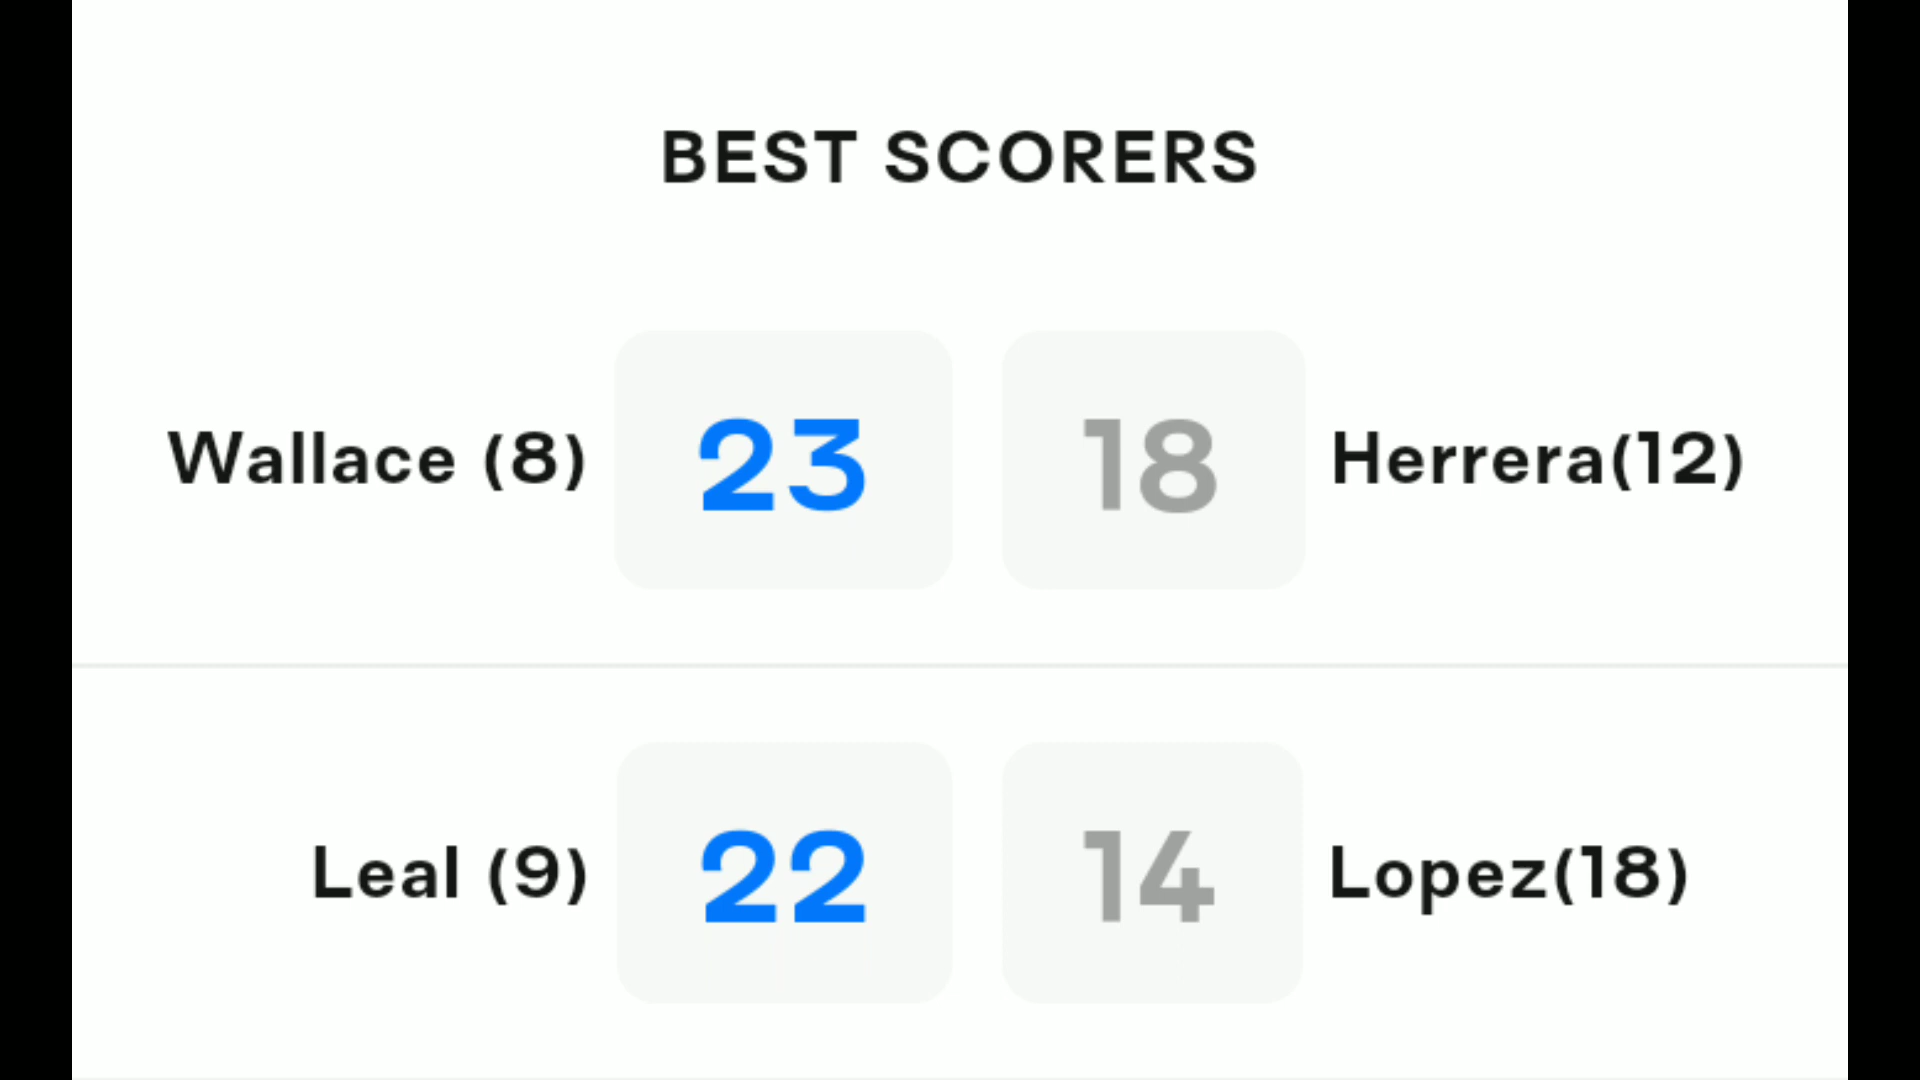 BEST SCORERS
Wallace (8) 23 18 Herrera(12)
Leal (9) 22 14 Lopez(18)